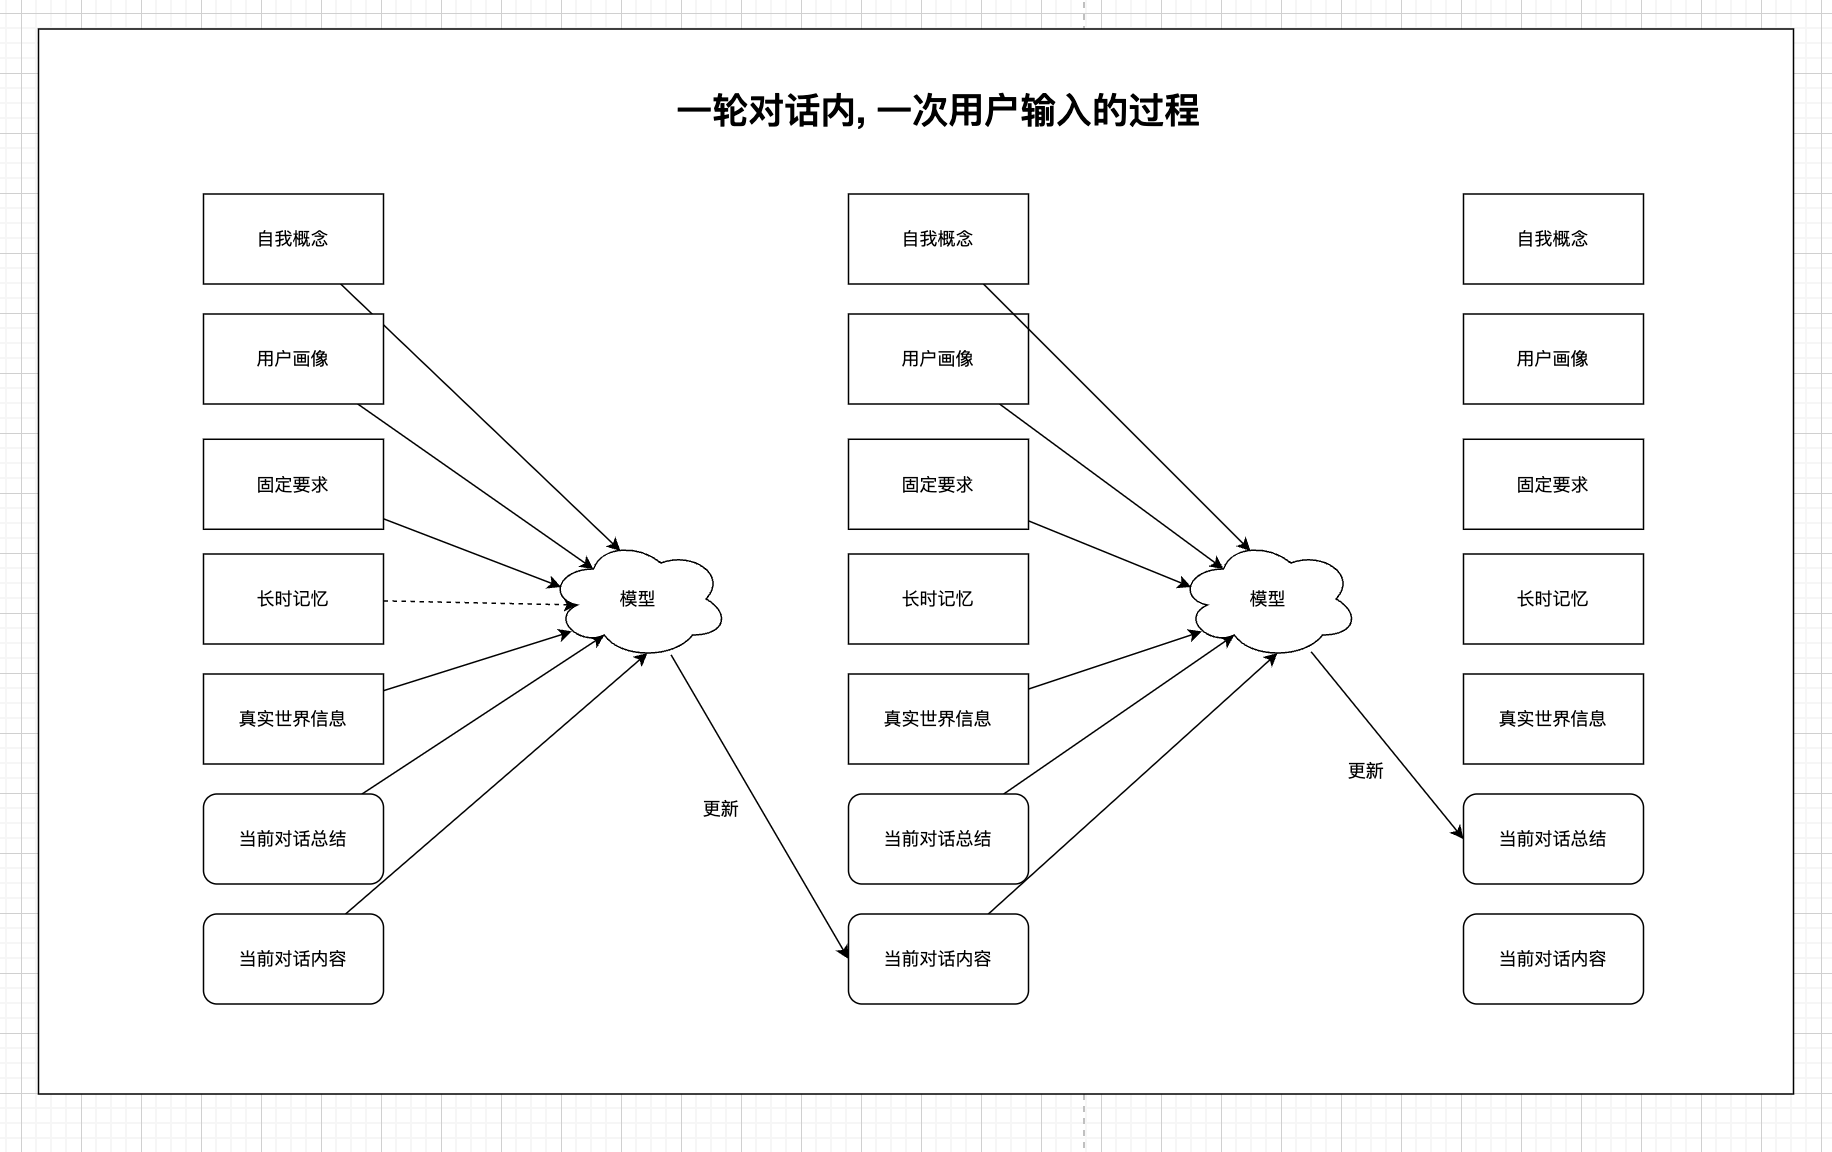 一轮对话内, 一次用户输入的过程
自我概念
用户画像
固定要求
长时记忆
真实世界信息
当前对话总结
当前对话内容
模型
更新
自我概念
用户画像
固定要求
长时记忆
真实世界信息
当前对话总结
当前对话内容
模型
更新
自我概念
用户画像
固定要求
长时记忆
真实世界信息
当前对话总结
当前对话内容